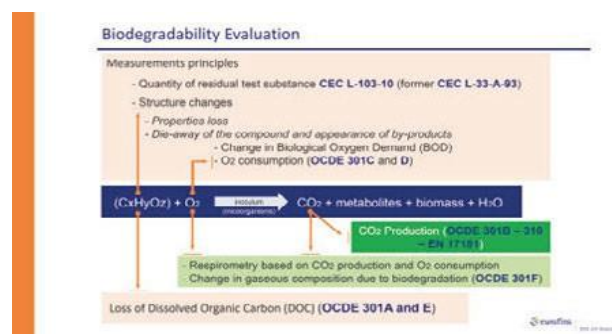 Biodegradability Evaluation
Measurements principles
- Quantity of residual test substance CEC L-103-10 (former CEC L-33-A-93)
- Structure changes
- Properties loss
- Die-away of the compound and appearance of by-products
- Change in Biological Oxygen Demand (BOD)
- O2 consumption (OCDE 301C and D)
(CxHyOz) + O2 inoculum CO2 + metabolites + biomass + H2O
(microorganisms)
CO2 Production (OCDE 301B – 310
– EN 17181)
- Respirometry based on CO2 production and O2 consumption
- Change in gaseous composition due to biodegradation (OCDE 301F)
Loss of Dissolved Organic Carbon (DOC) (OCDE 301A and E)
eurofins